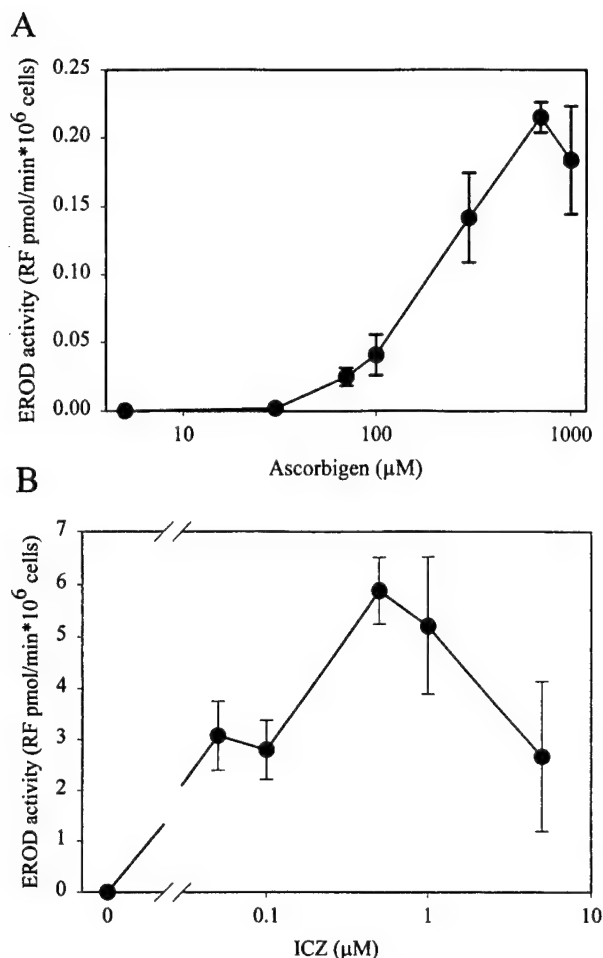 A
EROD activity (RF pmol/min*10^6 cells)
0.25
0.20
0.15
0.10
0.05
0.00
10 100 1000
Ascorbigen (µM)
B
EROD activity (RF pmol/min*10^6 cells)
7
6
5
4
3
2
1
0
0 0.1 1 10
ICZ (µM)